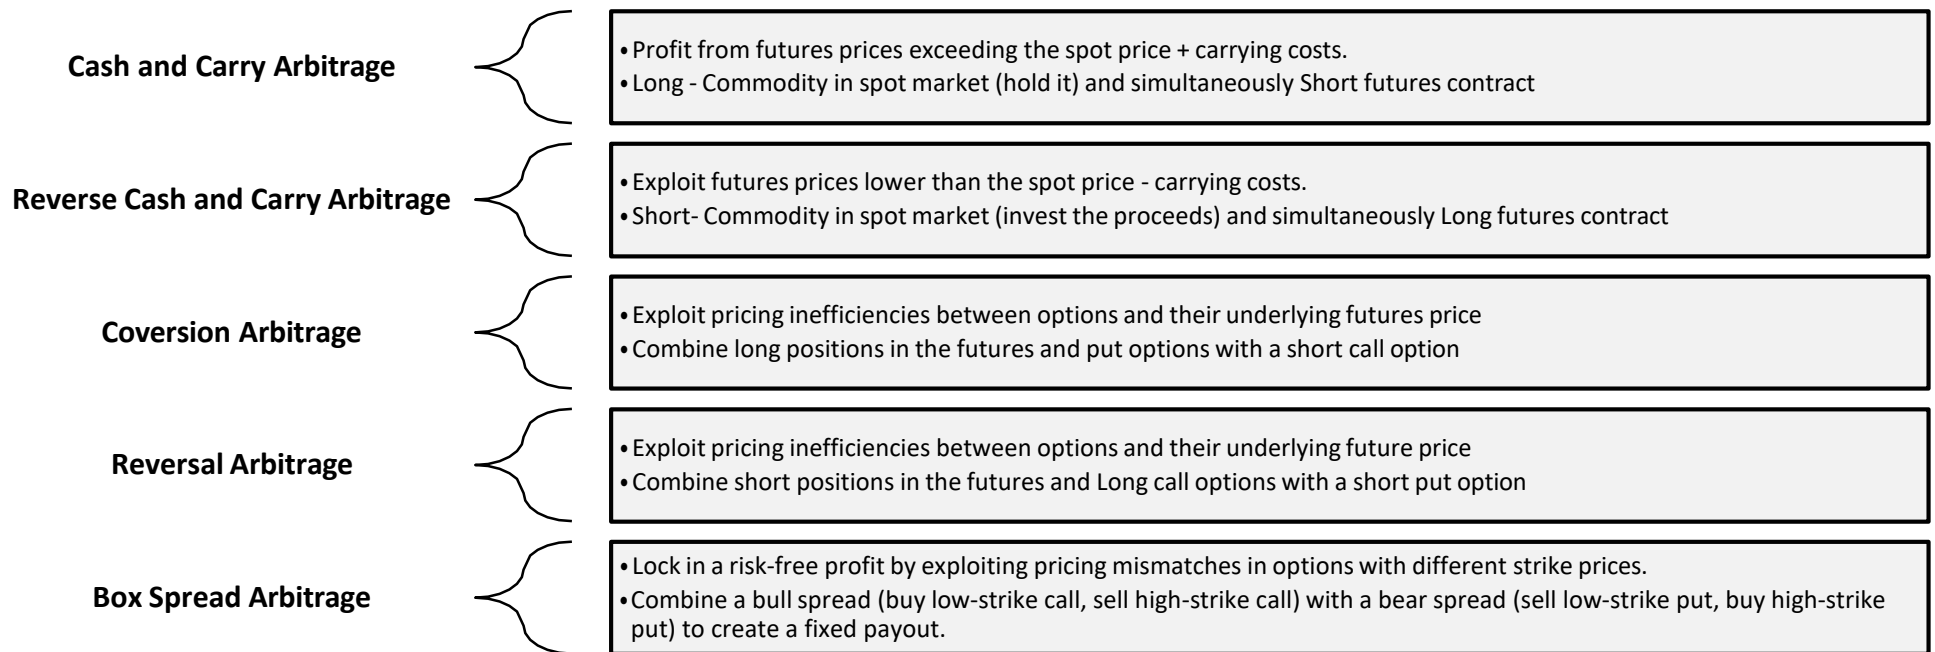 Cash and Carry Arbitrage
•Profit from futures prices exceeding the spot price + carrying costs.
•Long - Commodity in spot market (hold it) and simultaneously Short futures contract
Reverse Cash and Carry Arbitrage
•Exploit futures prices lower than the spot price - carrying costs.
•Short- Commodity in spot market (invest the proceeds) and simultaneously Long futures contract
Coversion Arbitrage
•Exploit pricing inefficiencies between options and their underlying futures price
•Combine long positions in the futures and put options with a short call option
Reversal Arbitrage
•Exploit pricing inefficiencies between options and their underlying future price
•Combine short positions in the futures and Long call options with a short put option
Box Spread Arbitrage
•Lock in a risk-free profit by exploiting pricing mismatches in options with different strike prices.
•Combine a bull spread (buy low-strike call, sell high-strike call) with a bear spread (sell low-strike put, buy high-strike
put) to create a fixed payout.